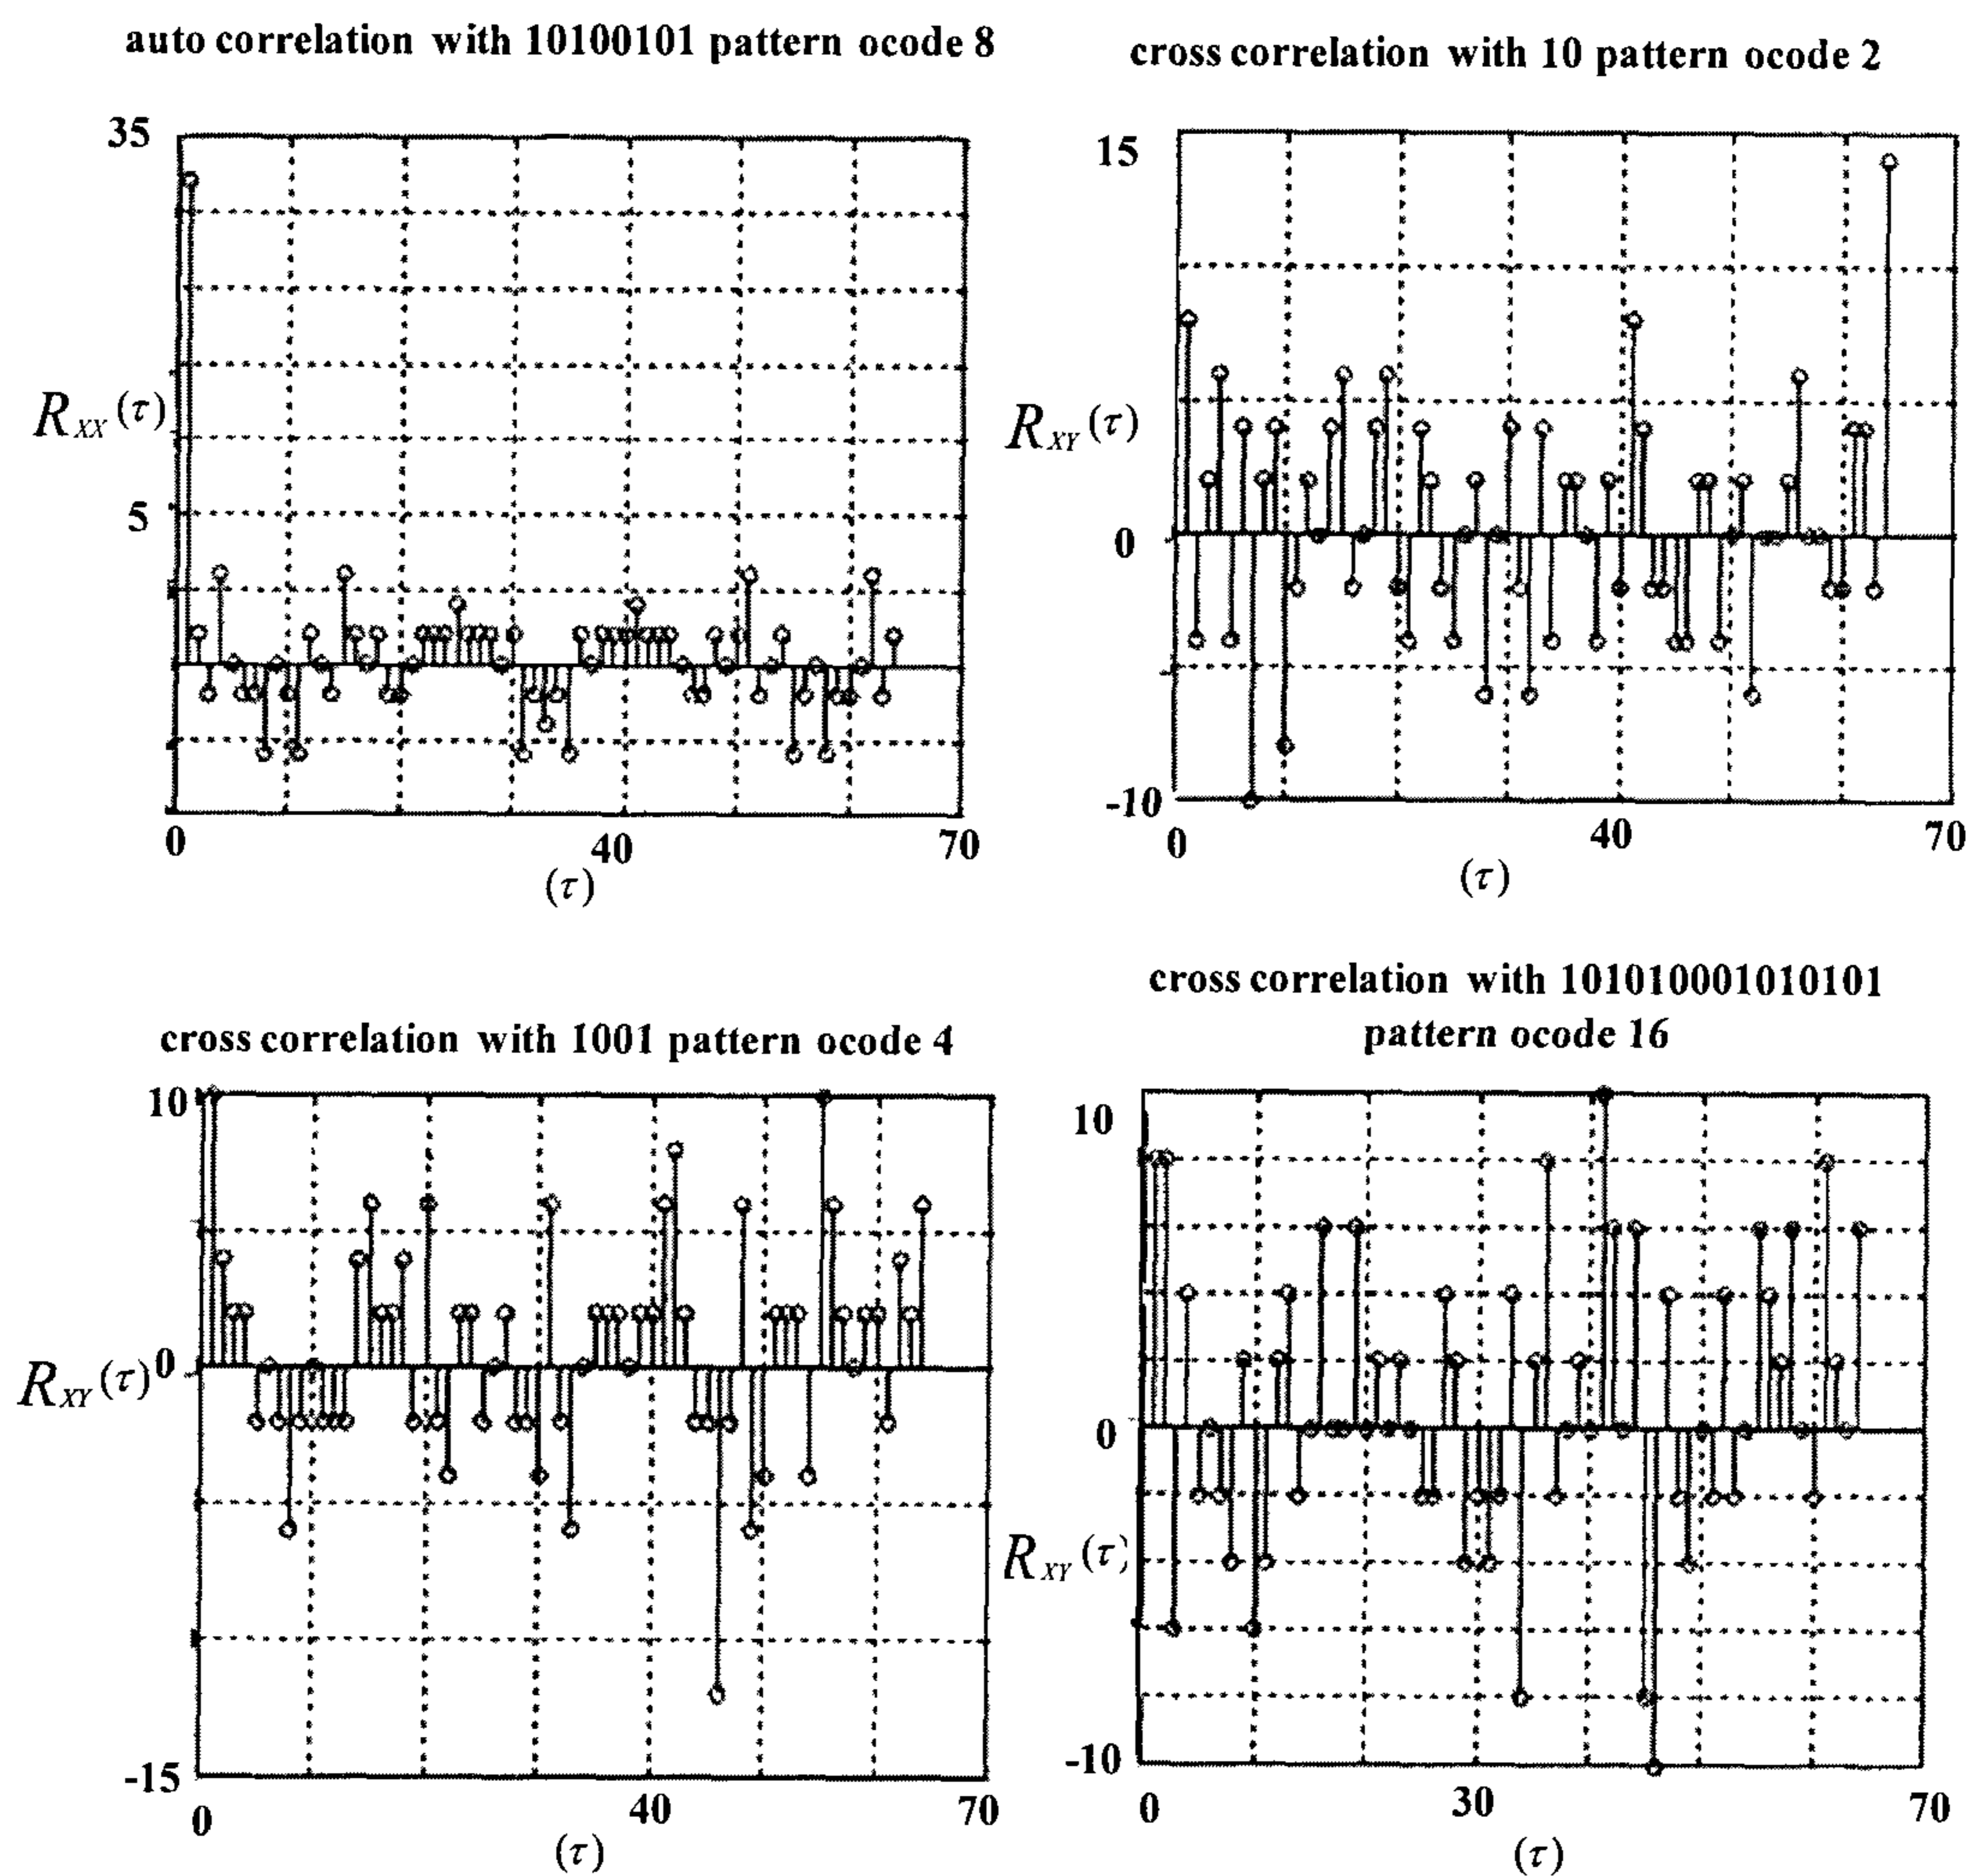 auto correlation with 10100101 pattern ocode 8
35
R_XX(τ)
5
0
40
70
(τ)
cross correlation with 10 pattern ocode 2
15
R_XY(τ)
0
-10
0
40
70
(τ)
cross correlation with 1001 pattern ocode 4
10
R_XY(τ)
0
-15
0
40
70
(τ)
cross correlation with 101010001010101
pattern ocode 16
10
0
R_XY(τ)
-10
0
30
70
(τ)